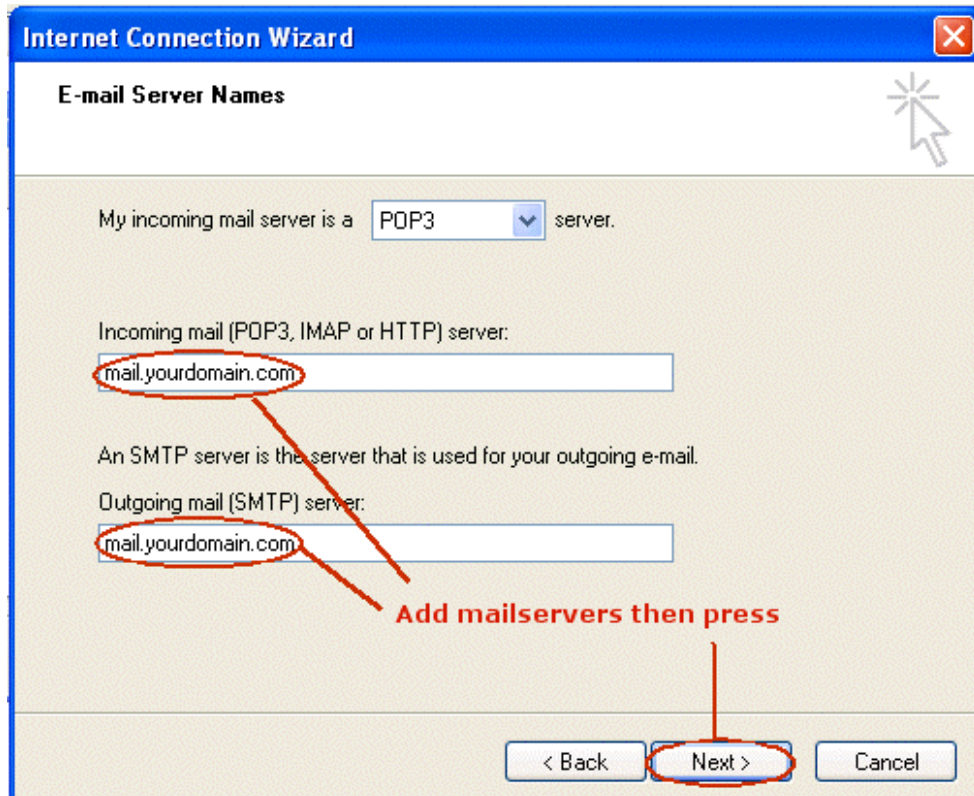 Internet Connection Wizard
E-mail Server Names
My incoming mail server is a POP3 server.
Incoming mail (POP3, IMAP or HTTP) server:
mail.yourdomain.com
An SMTP server is the server that is used for your outgoing e-mail.
Outgoing mail (SMTP) server:
mail.yourdomain.com
Add mailservers then press
< Back Next > Cancel